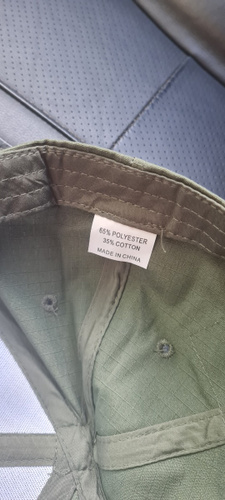 65% POLYESTER
35% COTTON
MADE IN CHINA